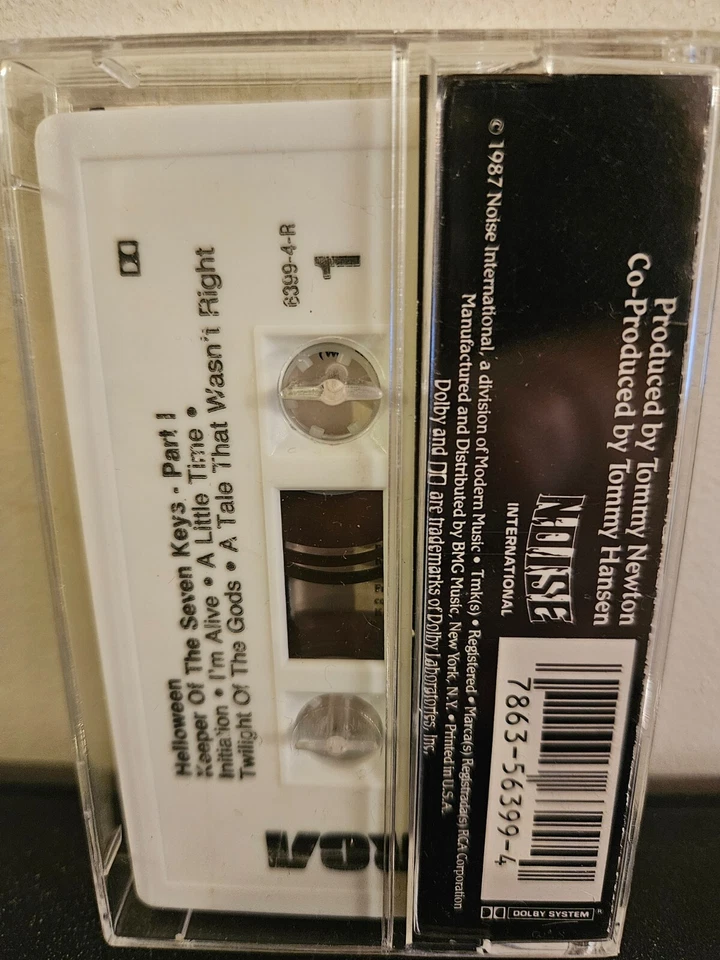 6399-4-R
1
Helloween
Keeper Of The Seven Keys - Part I
Initiation • I'm Alive • A Little Time •
Twilight Of The Gods • A Tale That Wasn't Right
RCA
Produced by Tommy Newton
Co-Produced by Tommy Hansen
NOISE
INTERNATIONAL
© 1987 Noise International, a division of Modern Music • Tmk(s) • Registered • Marca(s) Registrada(s) RCA Corporation
Manufactured and Distributed by BMG Music, New York, N.Y. • Printed in U.S.A.
Dolby and are trademarks of Dolby Laboratories, Inc.
7863-56399-4
DOLBY SYSTEM ®